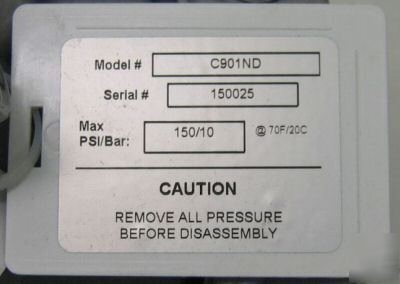 Model # C901ND
Serial # 150025
Max PSI/Bar: 150/10 @ 70F/20C
CAUTION
REMOVE ALL PRESSURE
BEFORE DISASSEMBLY